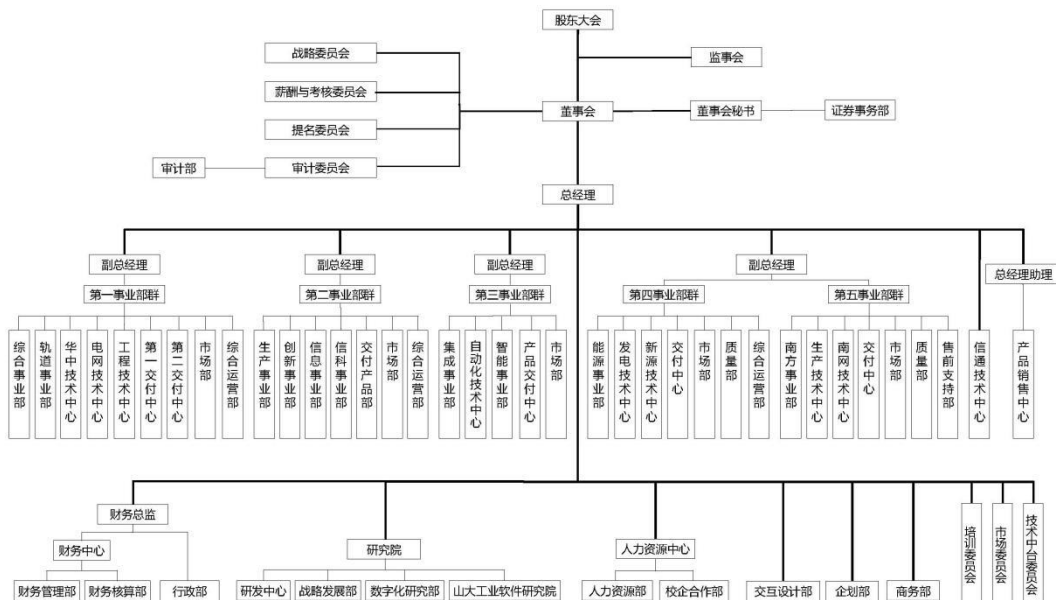 股东大会
战略委员会
监事会
薪酬与考核委员会
董事会
董事会秘书
证券事务部
提名委员会
审计部
审计委员会
总经理
副总经理
副总经理
副总经理
副总经理
总经理助理
第一事业部群
第二事业部群
第三事业部群
第四事业部群
第五事业部群
综合事业部
轨道事业部
华中技术中心
电网技术中心
工程技术中心
第一交付中心
第二交付中心
市场部
综合运营部
生产事业部
创新事业部
信息事业部
信科事业部
交付产品部
市场部
综合运营部
集成事业部
自动化技术中心
智能事业部
产品交付中心
市场部
能源事业部
发电技术中心
新源技术中心
交付中心
市场部
质量部
综合运营部
南方事业部
生产技术中心
南网技术中心
交付中心
市场部
质量部
售前支持部
信通技术中心
产品销售中心
财务总监
财务中心
研究院
人力资源中心
培训委员会
市场委员会
技术中台委员会
财务管理部
财务核算部
行政部
研发中心
战略发展部
数字化研究部
山大工业软件研究院
人力资源部
校企合作部
交互设计部
企划部
商务部